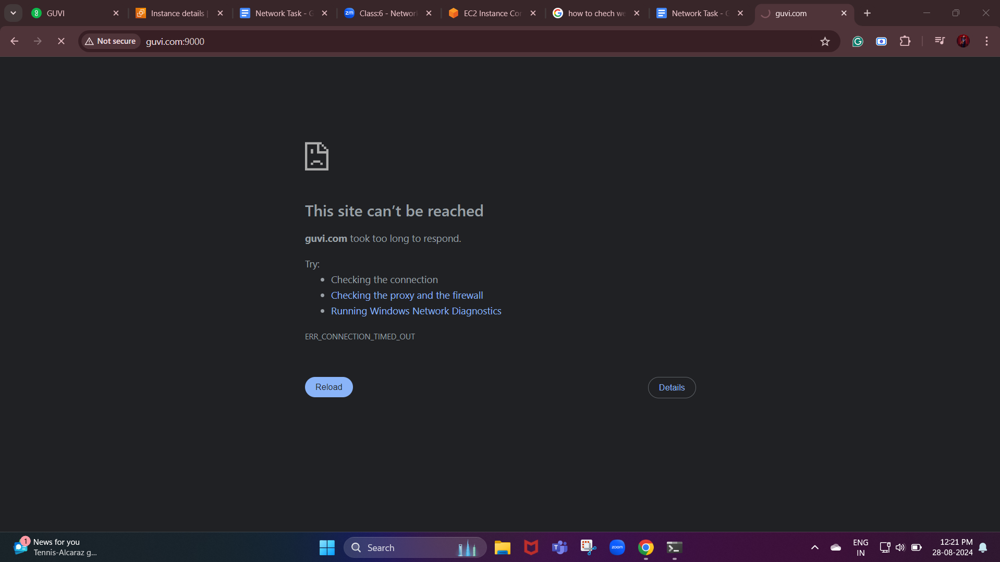 GUVI
Instance details |
Network Task - G
Class:6 - Network
EC2 Instance Con
how to chech we
Network Task - G
guvi.com
Not secure
guvi.com:9000
This site can’t be reached
guvi.com took too long to respond.
Try:
Checking the connection
Checking the proxy and the firewall
Running Windows Network Diagnostics
ERR_CONNECTION_TIMED_OUT
Reload
Details
1
News for you
Tennis-Alcaraz g...
Search
zoom
ENG
IN
12:21 PM
28-08-2024